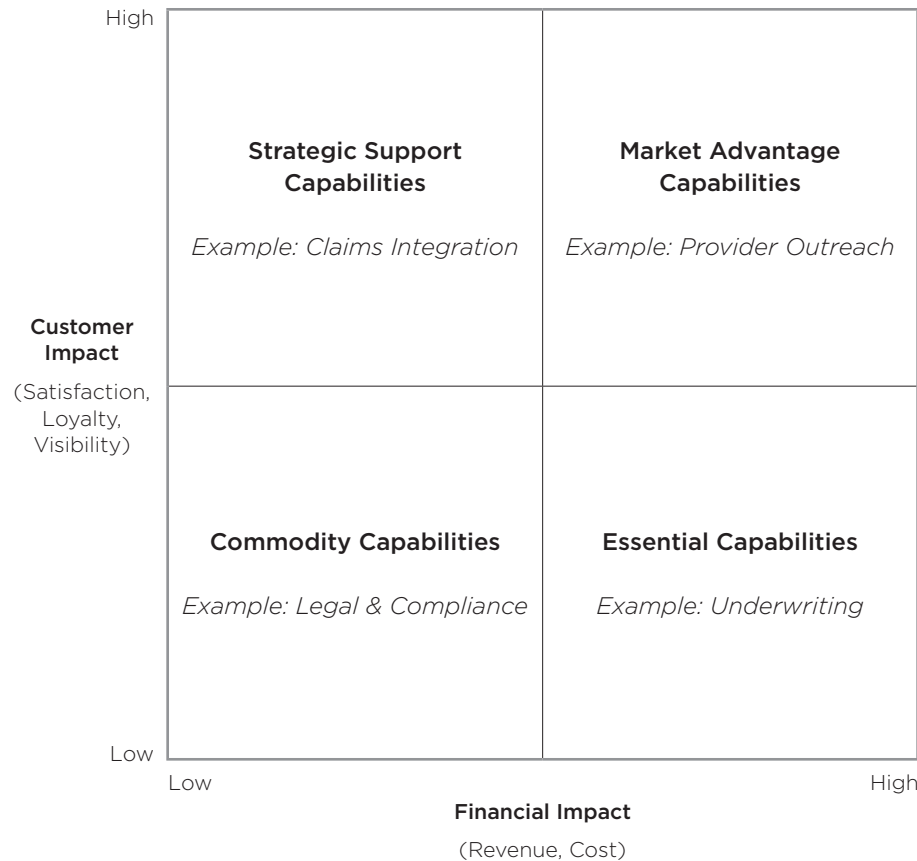 High
Strategic Support
Capabilities
Example: Claims Integration
Market Advantage
Capabilities
Example: Provider Outreach
Customer
Impact
(Satisfaction,
Loyalty,
Visibility)
Commodity Capabilities
Example: Legal & Compliance
Essential Capabilities
Example: Underwriting
Low
Low
High
Financial Impact
(Revenue, Cost)